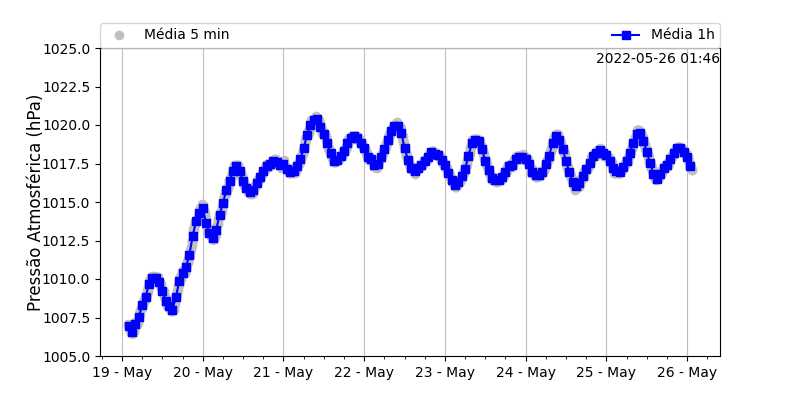 Média 5 min
Média 1h
2022-05-26 01:46
Pressão Atmosférica (hPa)
1025.0
1022.5
1020.0
1017.5
1015.0
1012.5
1010.0
1007.5
1005.0
19 - May
20 - May
21 - May
22 - May
23 - May
24 - May
25 - May
26 - May